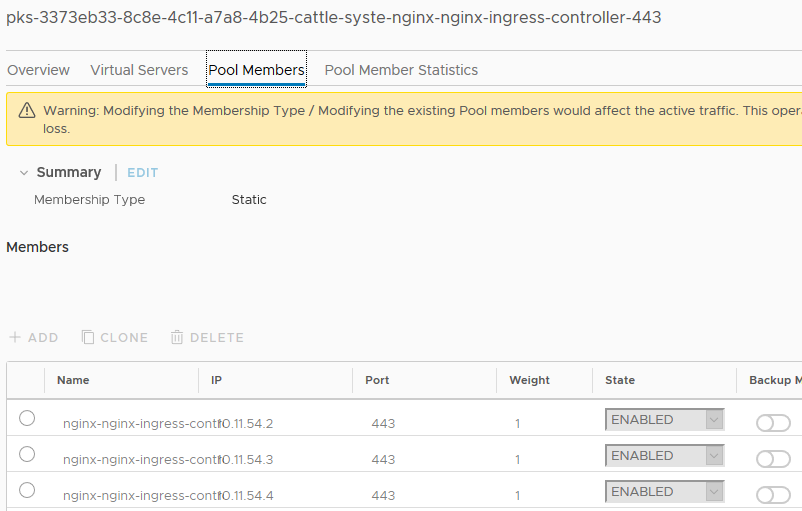 pks-3373eb33-8c8e-4c11-a7a8-4b25-cattle-syste-nginx-nginx-ingress-controller-443
Overview Virtual Servers Pool Members Pool Member Statistics
Warning: Modifying the Membership Type / Modifying the existing Pool members would affect the active traffic. This oper
loss.
Summary EDIT
Membership Type Static
Members
ADD CLONE DELETE
Name IP Port Weight State Backup M
nginx-nginx-ingress-contr 10.11.54.2 443 1 ENABLED
nginx-nginx-ingress-contr 10.11.54.3 443 1 ENABLED
nginx-nginx-ingress-contr 10.11.54.4 443 1 ENABLED